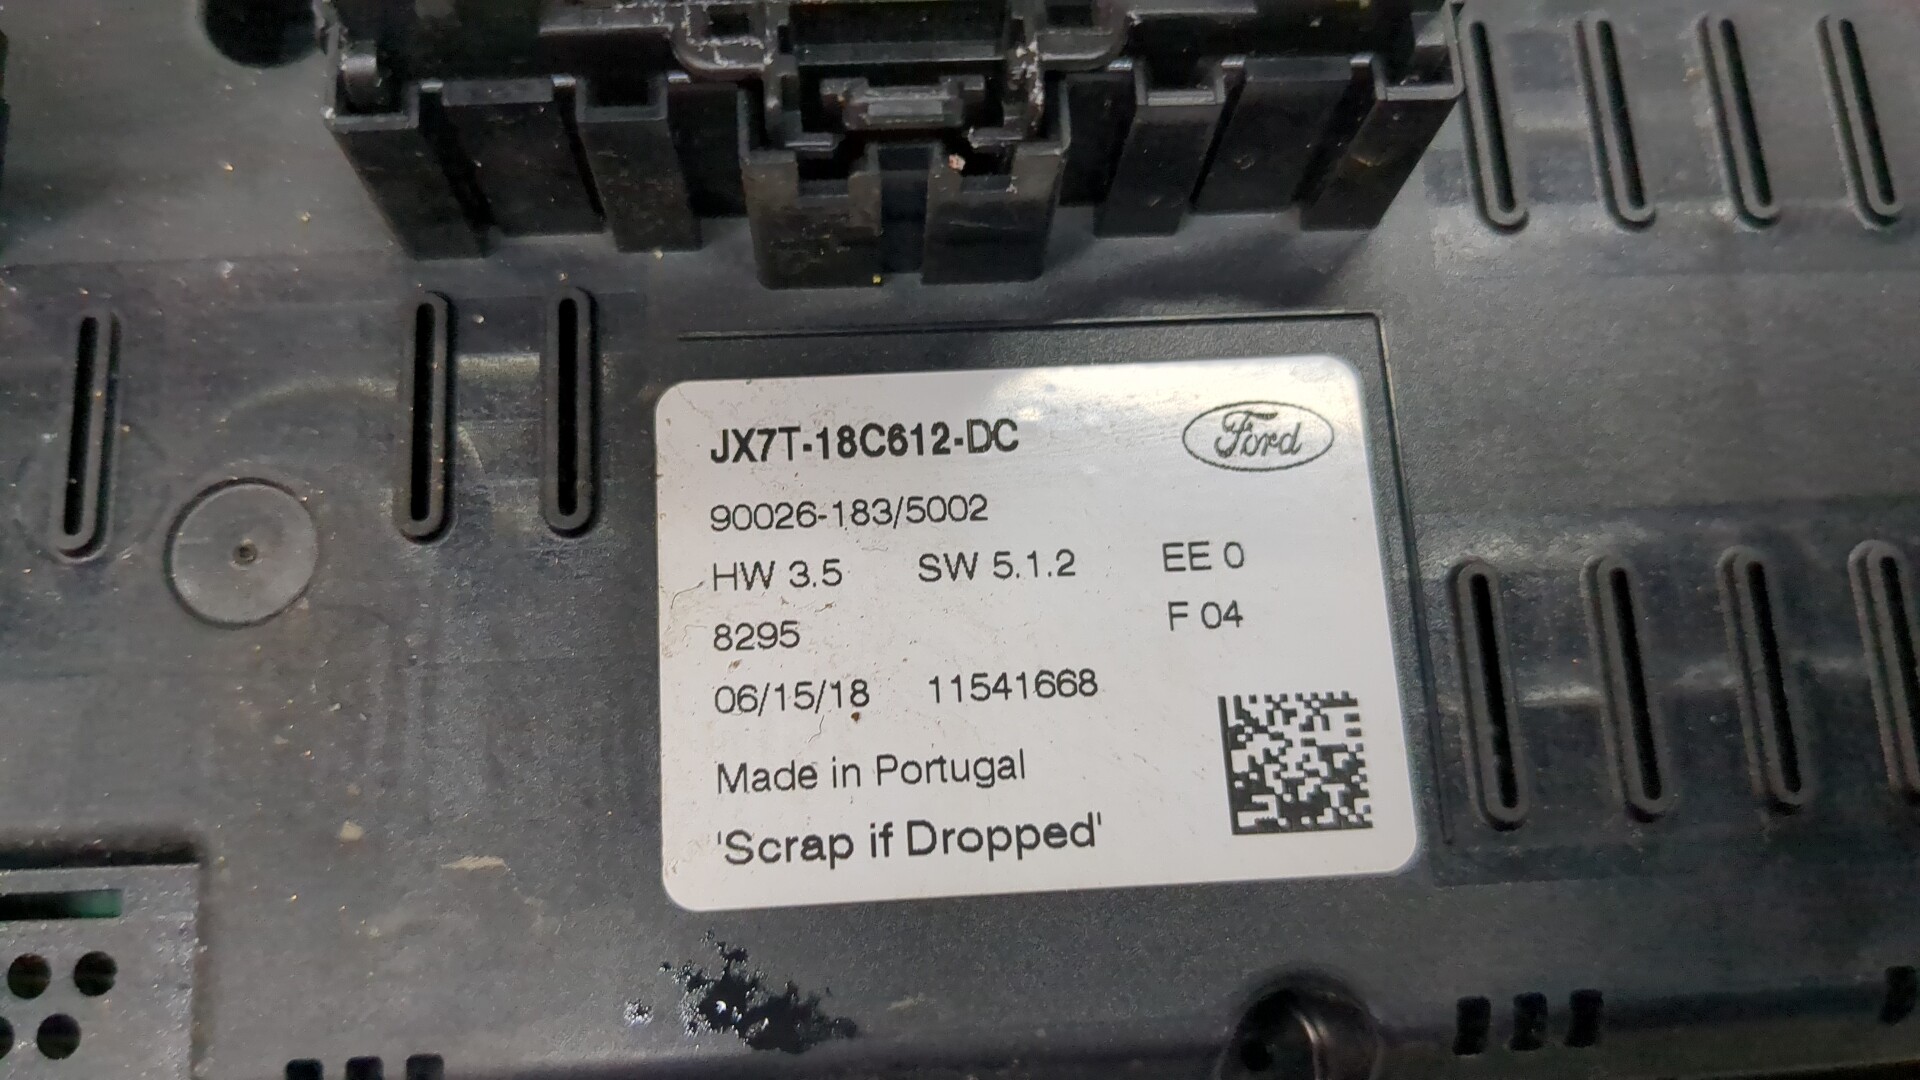 JX7T-18C612-DC
Ford
90026-183/5002
HW 3.5 SW 5.1.2 EE 0
8295 F 04
06/15/18 11541668
Made in Portugal
'Scrap if Dropped'